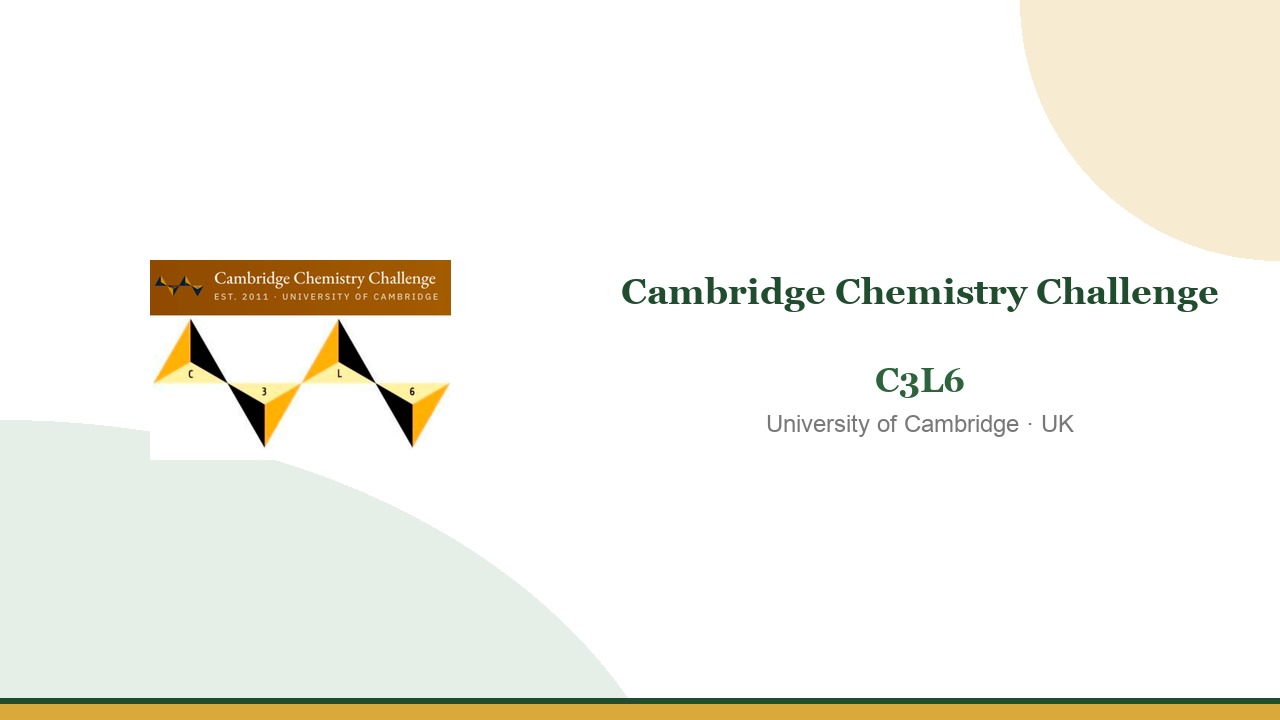 Cambridge Chemistry Challenge
EST. 2011 · UNIVERSITY OF CAMBRIDGE
C
3
L
6
Cambridge Chemistry Challenge
C3L6
University of Cambridge · UK